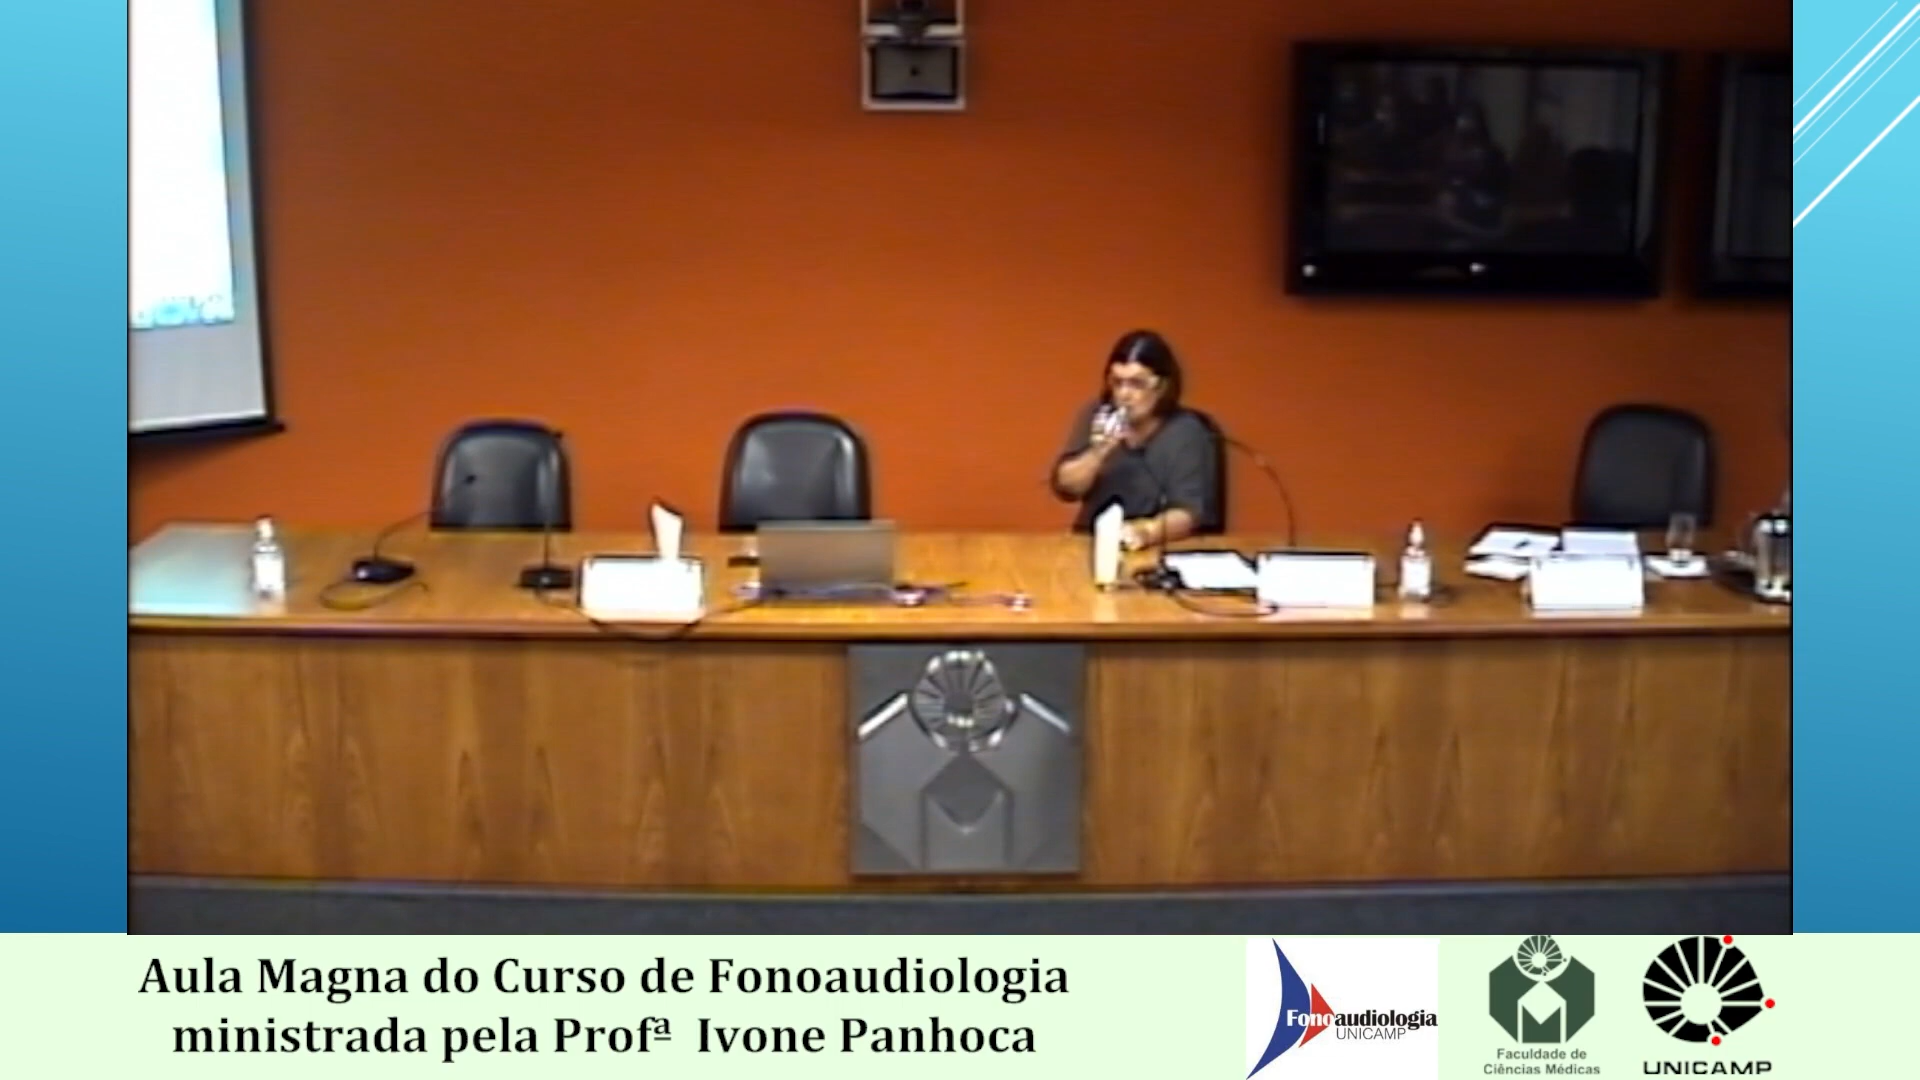 Aula Magna do Curso de Fonoaudiologia
ministrada pela Profª Ivone Panhoca
Fonoaudiologia
UNICAMP
Faculdade de
Ciências Médicas
UNICAMP